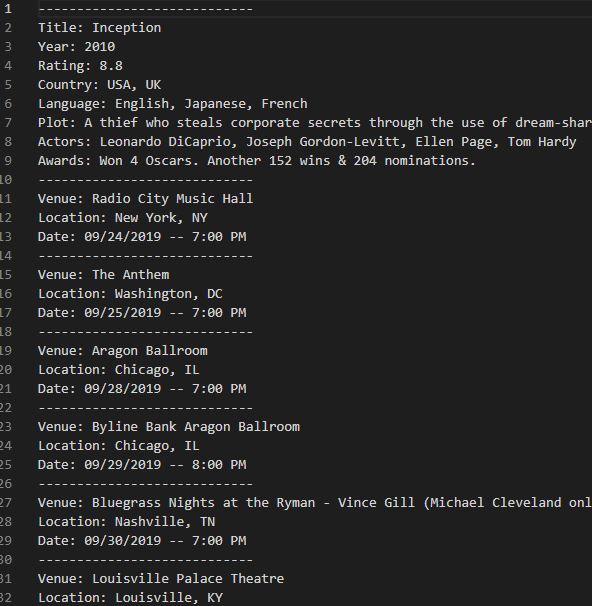 1 ----------------------------
2 Title: Inception
3 Year: 2010
4 Rating: 8.8
5 Country: USA, UK
6 Language: English, Japanese, French
7 Plot: A thief who steals corporate secrets through the use of dream-shar
8 Actors: Leonardo DiCaprio, Joseph Gordon-Levitt, Ellen Page, Tom Hardy
9 Awards: Won 4 Oscars. Another 152 wins & 204 nominations.
10 ----------------------------
11 Venue: Radio City Music Hall
12 Location: New York, NY
13 Date: 09/24/2019 -- 7:00 PM
14 ----------------------------
15 Venue: The Anthem
16 Location: Washington, DC
17 Date: 09/25/2019 -- 7:00 PM
18 ----------------------------
19 Venue: Aragon Ballroom
20 Location: Chicago, IL
21 Date: 09/28/2019 -- 7:00 PM
22 ----------------------------
23 Venue: Byline Bank Aragon Ballroom
24 Location: Chicago, IL
25 Date: 09/29/2019 -- 8:00 PM
26 ----------------------------
27 Venue: Bluegrass Nights at the Ryman - Vince Gill (Michael Cleveland onl
28 Location: Nashville, TN
29 Date: 09/30/2019 -- 7:00 PM
30 ----------------------------
31 Venue: Louisville Palace Theatre
32 Location: Louisville, KY